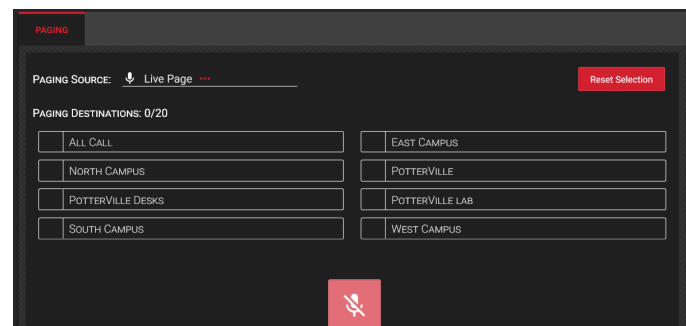 PAGING
PAGING SOURCE: Live Page ...
Reset Selection
PAGING DESTINATIONS: 0/20
ALL CALL
EAST CAMPUS
NORTH CAMPUS
POTTERVILLE
POTTERVILLE DESKS
POTTERVILLE LAB
SOUTH CAMPUS
WEST CAMPUS